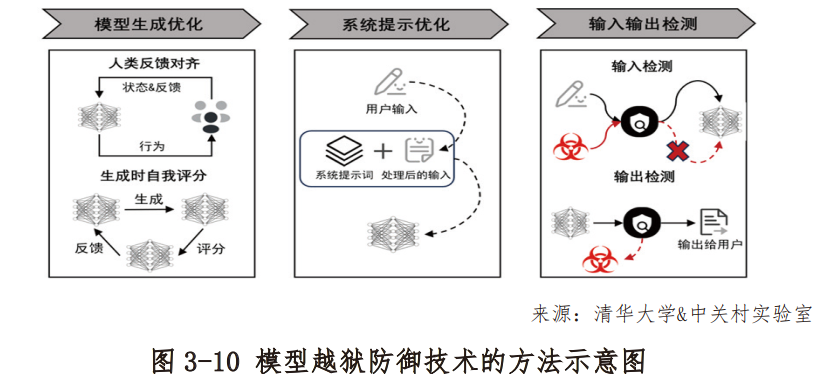 模型生成优化
系统提示优化
输入输出检测
人类反馈对齐
状态&反馈
行为
生成时自我评分
生成
反馈
评分
用户输入
系统提示词
处理后的输入
输入检测
输出检测
输出给用户
来源：清华大学&中关村实验室
图 3-10 模型越狱防御技术的方法示意图